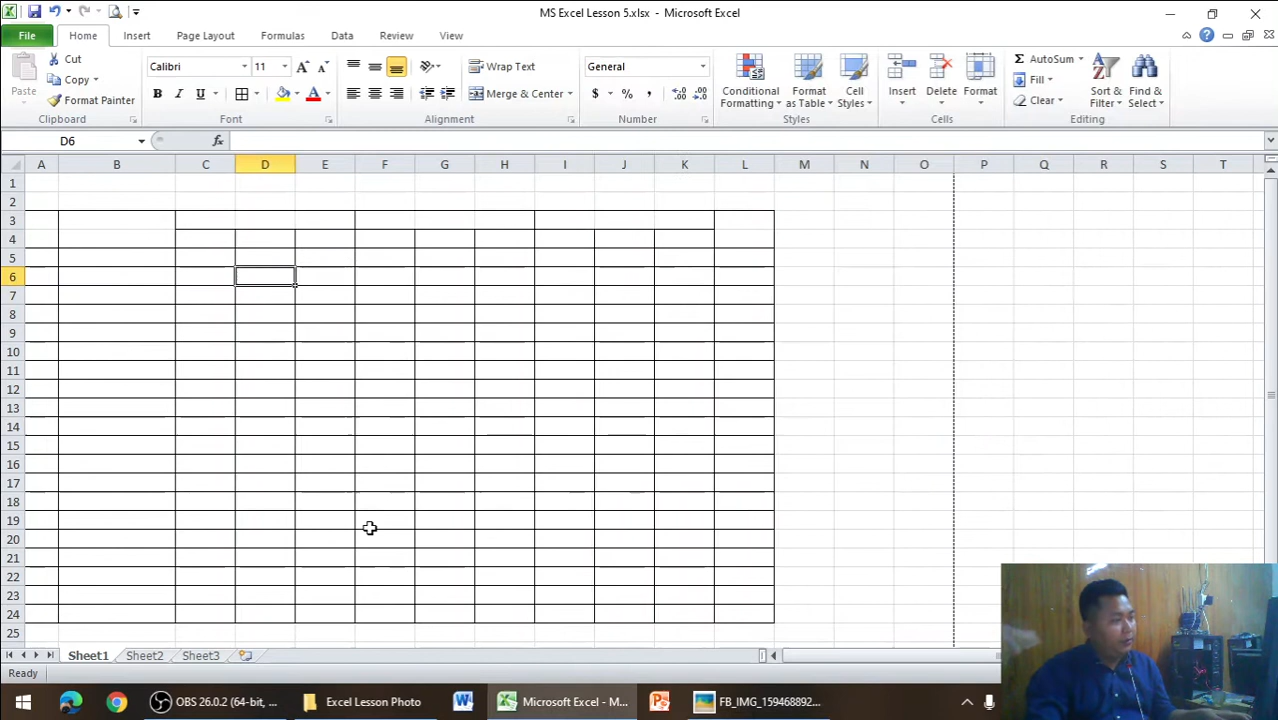 MS Excel Lesson 5.xlsx - Microsoft Excel
File Home Insert Page Layout Formulas Data Review View
Cut
Copy
Format Painter
Paste
Clipboard
Calibri 11
B I U
Font
Wrap Text
Merge & Center
Alignment
General
$ % ,
Number
Conditional Formatting
Format as Table
Cell Styles
Styles
Insert Delete Format
Cells
AutoSum
Fill
Clear
Sort & Filter
Find & Select
Editing
D6 fx
A B C D E F G H I J K L M N O P Q R S T
1
2
3
4
5
6
7
8
9
10
11
12
13
14
15
16
17
18
19
20
21
22
23
24
25
Sheet1 Sheet2 Sheet3
Ready
OBS 26.0.2 (64-bit, ... Excel Lesson Photo Microsoft Excel - M... FB_IMG_159468892...